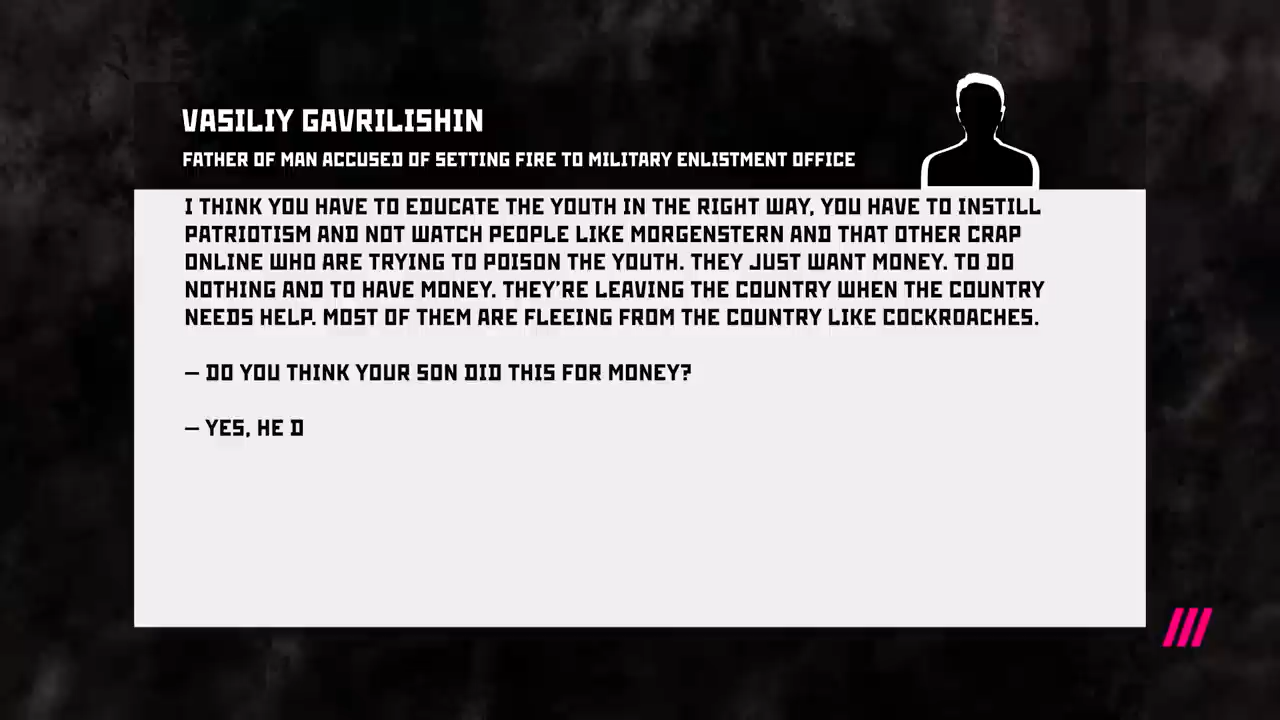 VASILIY GAVRILISHIN
FATHER OF MAN ACCUSED OF SETTING FIRE TO MILITARY ENLISTMENT OFFICE
I THINK YOU HAVE TO EDUCATE THE YOUTH IN THE RIGHT WAY, YOU HAVE TO INSTILL
PATRIOTISM AND NOT WATCH PEOPLE LIKE MORGENSTERN AND THAT OTHER CRAP
ONLINE WHO ARE TRYING TO POISON THE YOUTH. THEY JUST WANT MONEY. TO DO
NOTHING AND TO HAVE MONEY. THEY'RE LEAVING THE COUNTRY WHEN THE COUNTRY
NEEDS HELP. MOST OF THEM ARE FLEEING FROM THE COUNTRY LIKE COCKROACHES.
— DO YOU THINK YOUR SON DID THIS FOR MONEY?
— YES, HE D